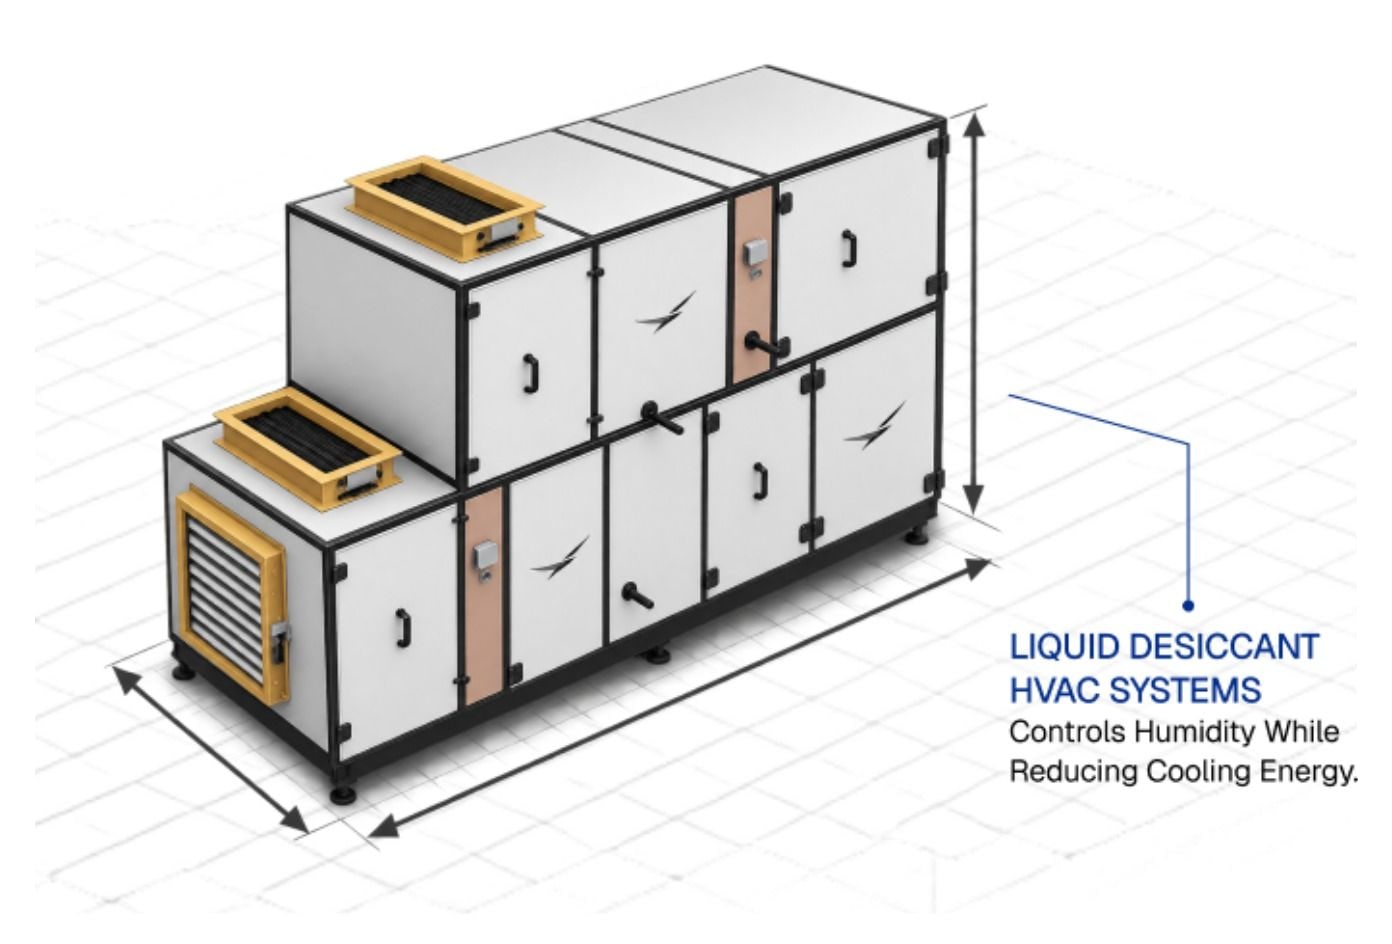 LIQUID DESICCANT
HVAC SYSTEMS
Controls Humidity While
Reducing Cooling Energy.